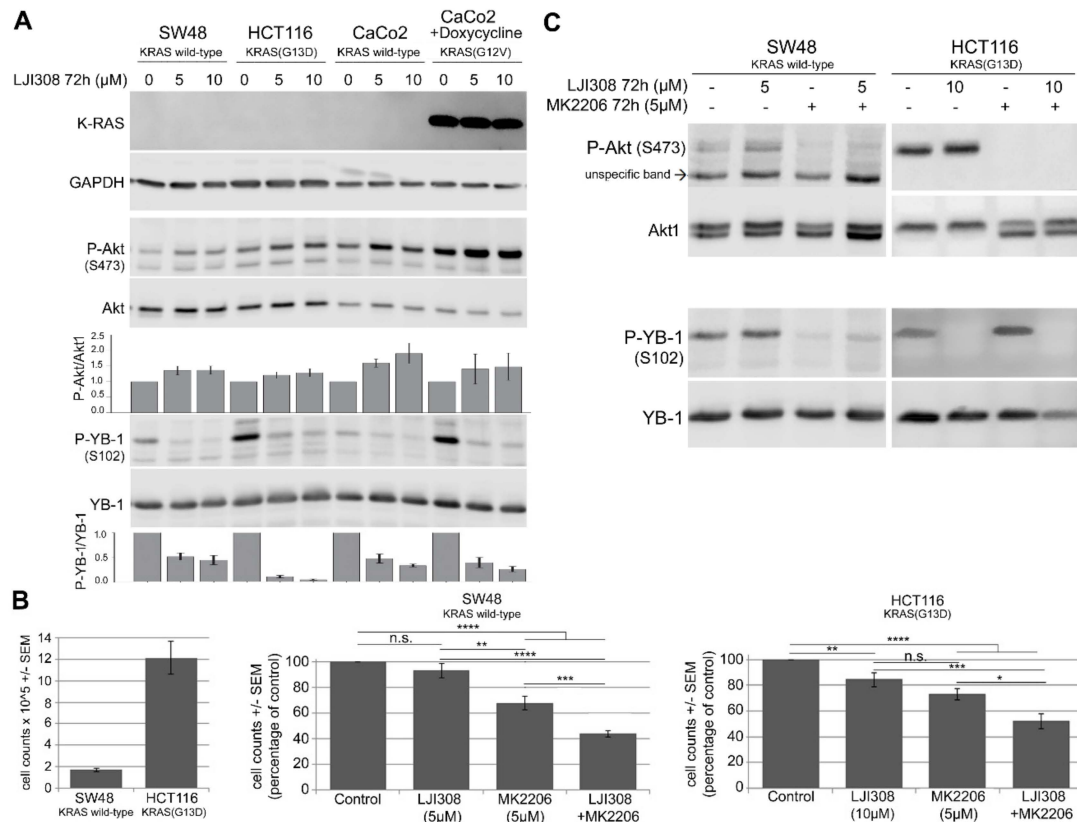 A
SW48 HCT116 CaCo2 CaCo2
+Doxycycline
KRAS wild-type KRAS(G13D) KRAS wild-type KRAS(G12V)
LJI308 72h (μM) 0 5 10 0 5 10 0 5 10 0 5 10
K-RAS
GAPDH
P-Akt
(S473)
Akt
P-Akt/Akt1
2.5
2.0
1.5
1.0
0.0
P-YB-1
(S102)
YB-1
P-YB-1/YB-1
1.0
0.5
0.0
C
SW48 HCT116
KRAS wild-type KRAS(G13D)
LJI308 72h (μM) - 5 - 5 - 10 - 10
MK2206 72h (5μM) - - + + - - + +
P-Akt (S473)
unspecific band →
Akt1
P-YB-1
(S102)
YB-1
B
cell counts x 10^5 +/- SEM
14
12
10
8
6
4
2
0
SW48 HCT116
KRAS wild-type KRAS(G13D)
SW48
KRAS wild-type
****
n.s. **
****
***
cell counts +/- SEM
(percentage of control)
100
80
60
40
20
0
Control LJI308 MK2206 LJI308
(5μM) (5μM) +MK2206
HCT116
KRAS(G13D)
****
** n.s.
***
*
cell counts +/- SEM
(percentage of control)
100
80
60
40
20
0
Control LJI308 MK2206 LJI308
(10μM) (5μM) +MK2206